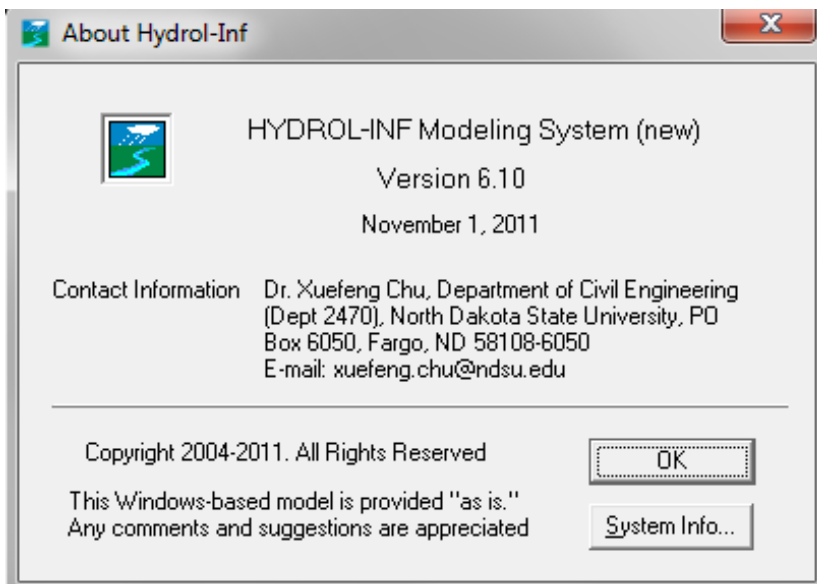 About Hydrol-Inf
X
HYDROL-INF Modeling System (new)
Version 6.10
November 1, 2011
Contact Information
Dr. Xuefeng Chu, Department of Civil Engineering
(Dept 2470), North Dakota State University, PO
Box 6050, Fargo, ND 58108-6050
E-mail: xuefeng.chu@ndsu.edu
Copyright 2004-2011. All Rights Reserved
OK
This Windows-based model is provided "as is."
Any comments and suggestions are appreciated
System Info...